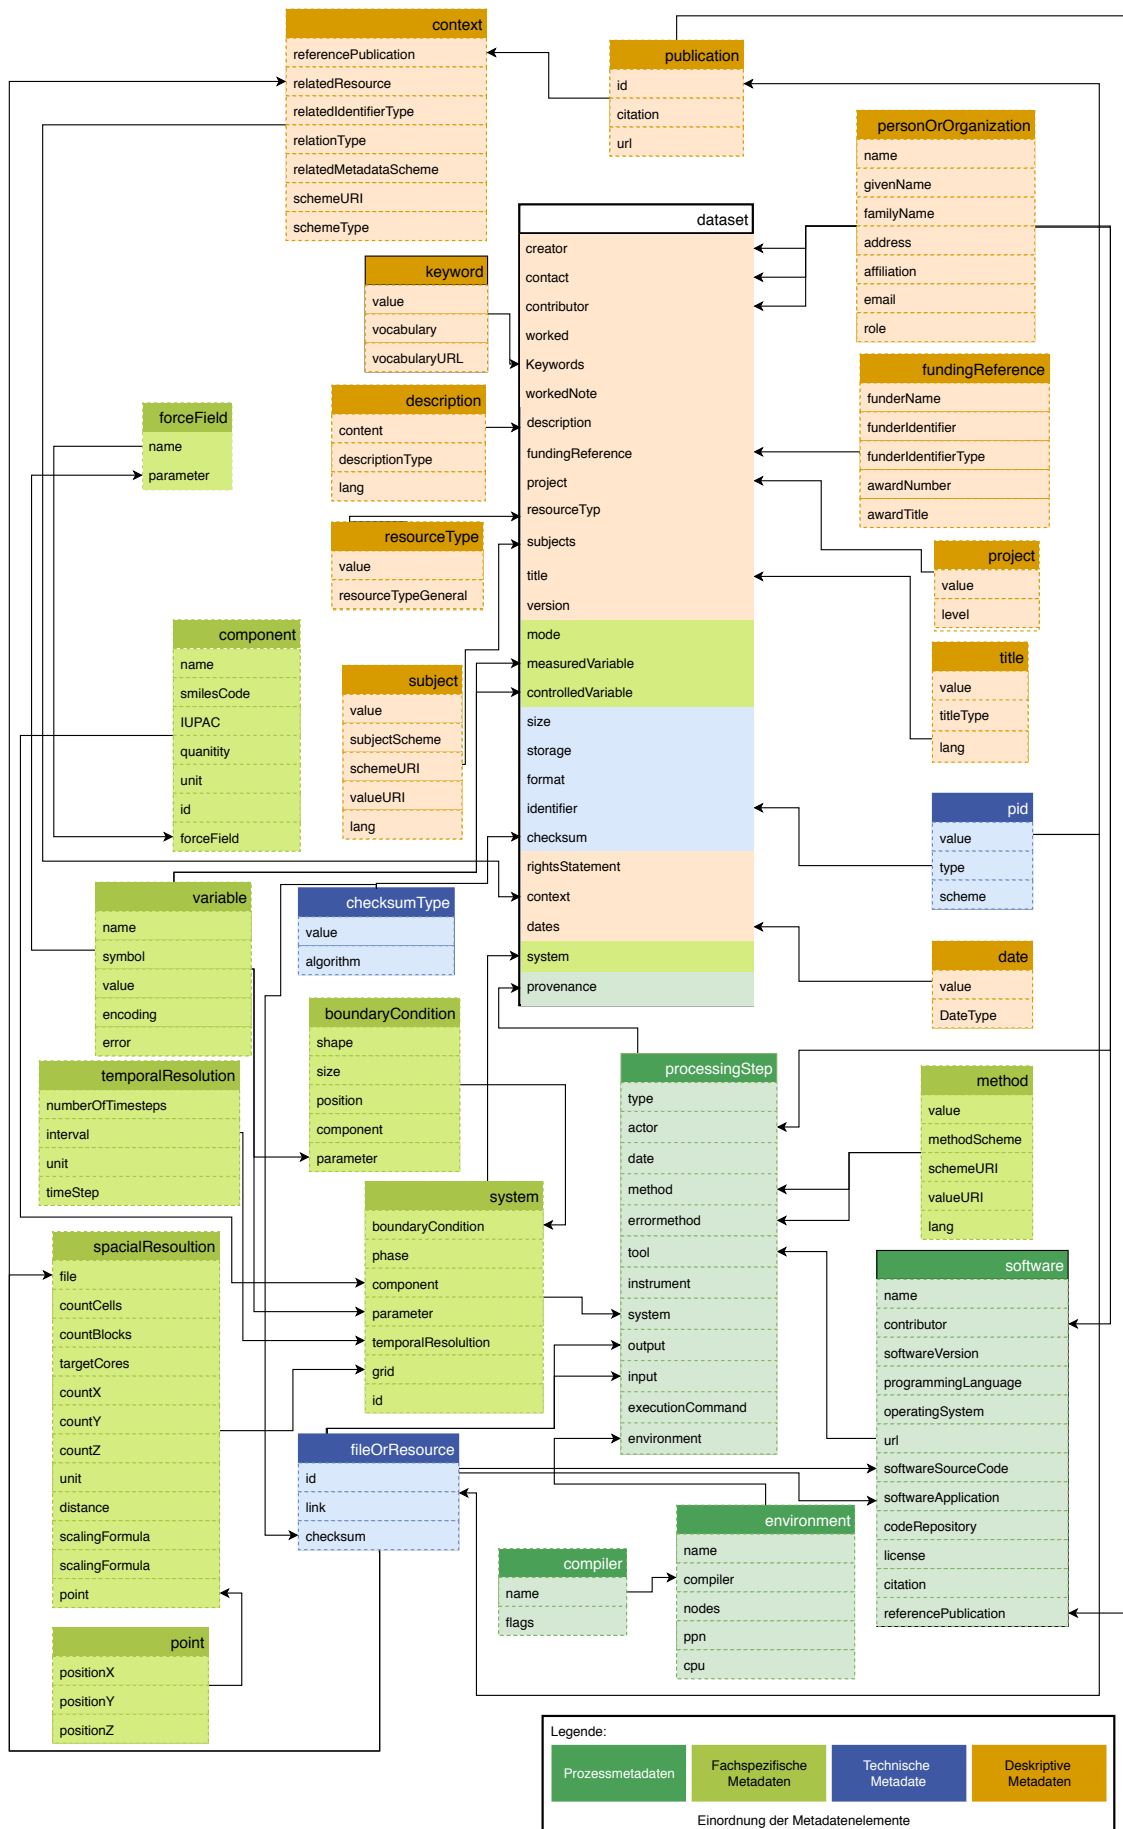 context
referencePublication
relatedResource
relatedIdentifierType
relationType
relatedMetadataScheme
schemeURI
schemeType
publication
id
citation
url
personOrOrganization
name
givenName
familyName
address
affiliation
email
role
dataset
creator
contact
contributor
worked
Keywords
workedNote
description
fundingReference
project
resourceTyp
subjects
title
version
mode
measuredVariable
controlledVariable
size
storage
format
identifier
checksum
rightsStatement
context
dates
system
provenance
keyword
value
vocabulary
vocabularyURL
description
content
descriptionType
lang
fundingReference
funderName
funderIdentifier
funderIdentifierType
awardNumber
awardTitle
forceField
name
parameter
resourceType
value
resourceTypeGeneral
project
value
level
component
name
smilesCode
IUPAC
quanitity
unit
id
forceField
subject
value
subjectScheme
schemeURI
valueURI
lang
title
value
titleType
lang
pid
value
type
scheme
variable
name
symbol
value
encoding
error
checksumType
value
algorithm
date
value
DateType
boundaryCondition
shape
size
position
component
parameter
temporalResolution
numberOfTimesteps
interval
unit
timeStep
processingStep
type
actor
date
method
errormethod
tool
instrument
system
output
input
executionCommand
environment
method
value
methodScheme
schemeURI
valueURI
lang
system
boundaryCondition
phase
component
parameter
temporalResolultion
grid
id
spacialResoultion
file
countCells
countBlocks
targetCores
countX
countY
countZ
unit
distance
scalingFormula
scalingFormula
point
software
name
contributor
softwareVersion
programmingLanguage
operatingSystem
url
softwareSourceCode
softwareApplication
codeRepository
license
citation
referencePublication
fileOrResource
id
link
checksum
environment
name
compiler
nodes
ppn
cpu
compiler
name
flags
point
positionX
positionY
positionZ
Legende:
Prozessmetadaten
Fachspezifische
Metadaten
Technische
Metadate
Deskriptive
Metadaten
Einordnung der Metadatenelemente